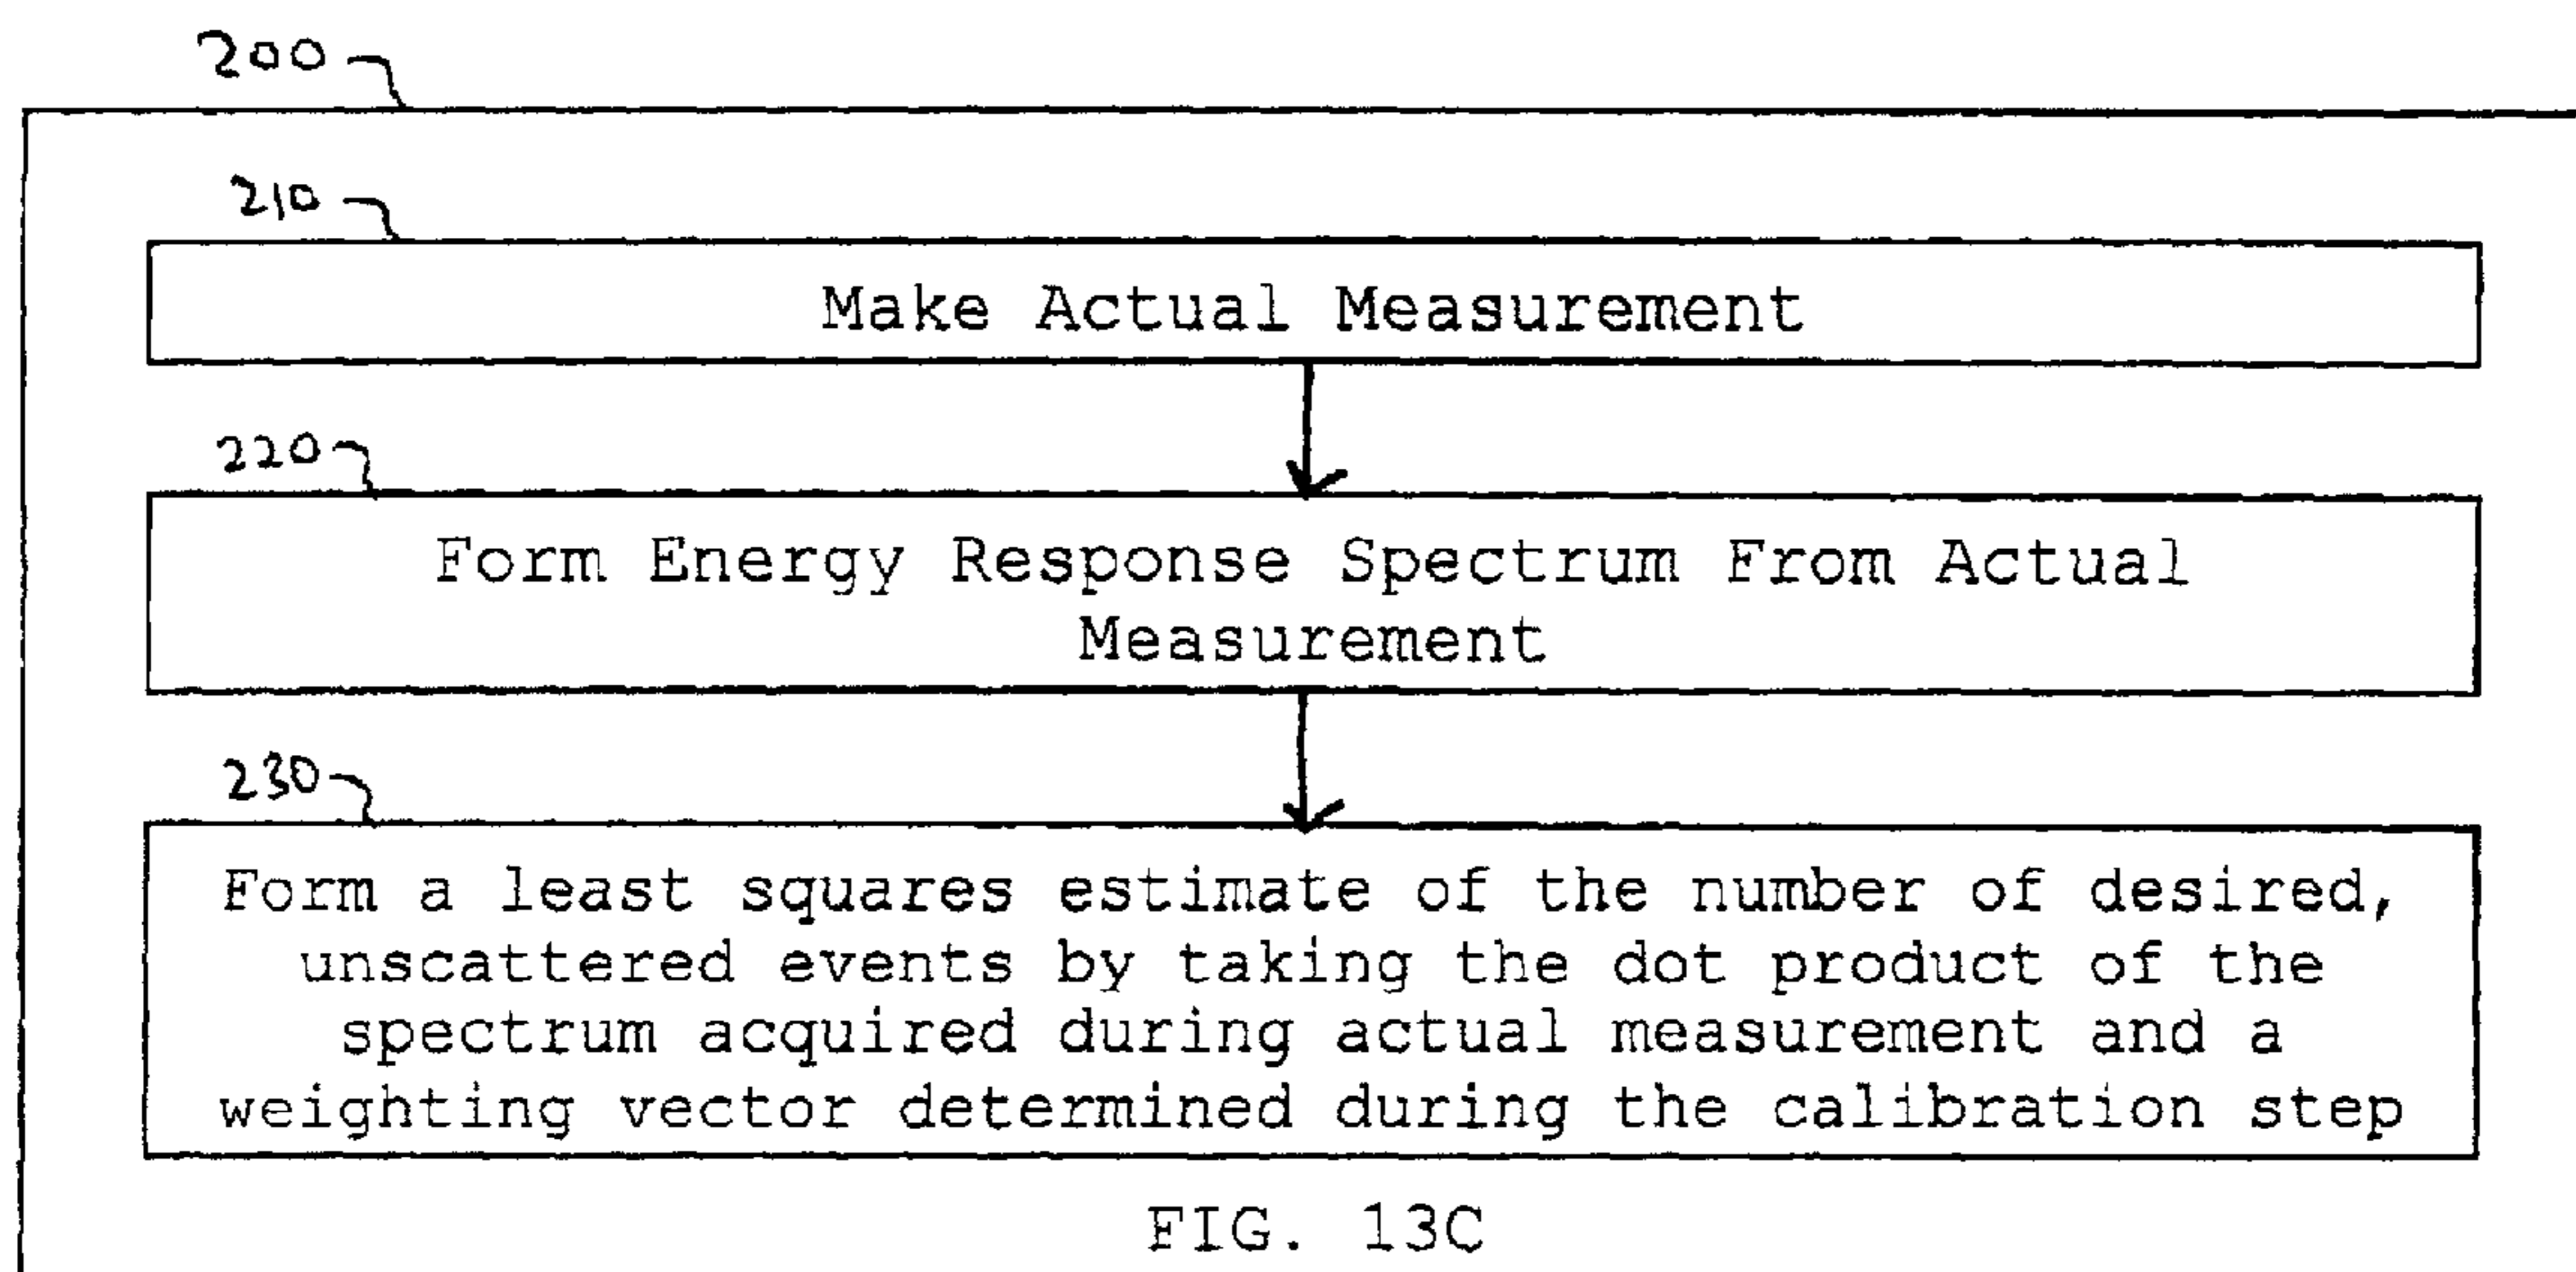 200
210
Make Actual Measurement
220
Form Energy Response Spectrum From Actual
Measurement
230
Form a least squares estimate of the number of desired,
unscattered events by taking the dot product of the
spectrum acquired during actual measurement and a
weighting vector determined during the calibration step
FIG. 13C